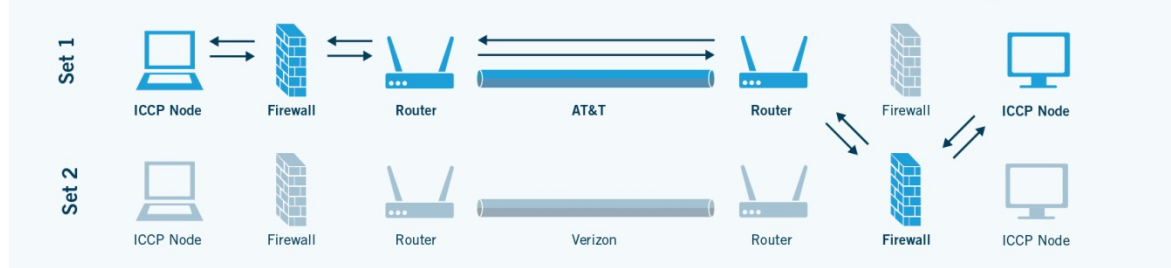 Set 1
ICCP Node
Firewall
Router
AT&T
Router
Firewall
ICCP Node
Set 2
ICCP Node
Firewall
Router
Verizon
Router
Firewall
ICCP Node